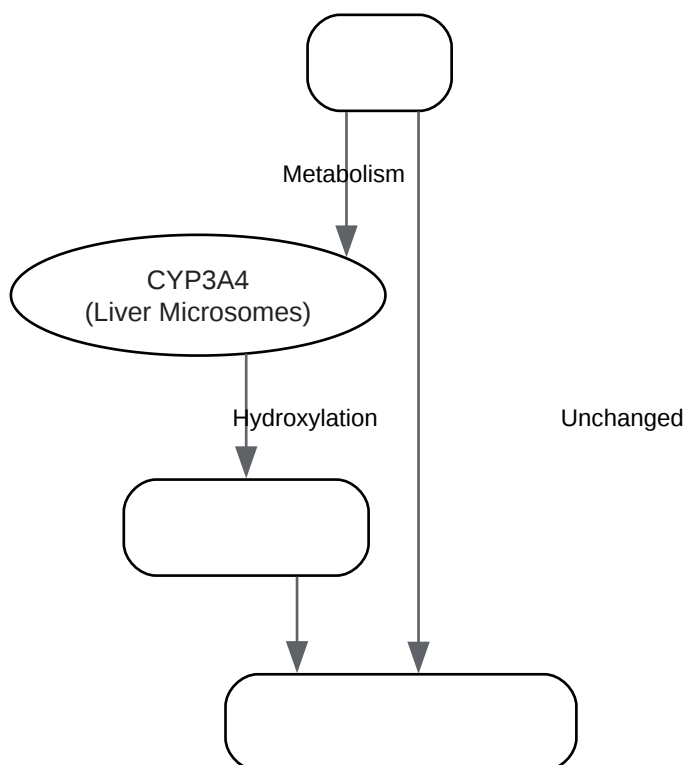 Metabolism
CYP3A4
(Liver Microsomes)
Hydroxylation
Unchanged